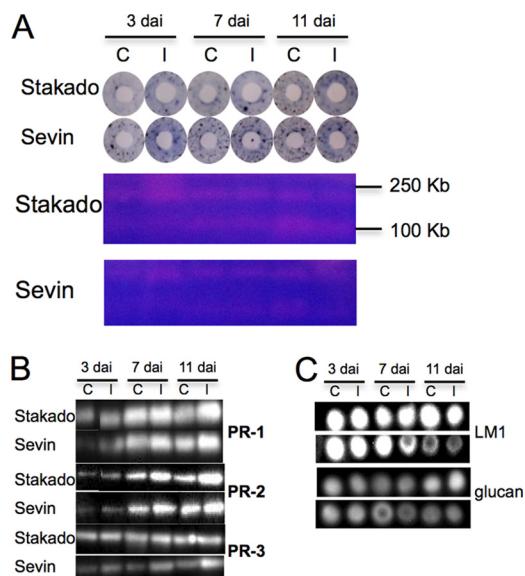 A
3 dai 7 dai 11 dai
C I C I C I
Stakado
Sevin
Stakado
250 Kb
100 Kb
Sevin
B
3 dai 7 dai 11 dai
C I C I C I
Stakado
Sevin
PR-1
Stakado
Sevin
PR-2
Stakado
Sevin
PR-3
C
3 dai 7 dai 11 dai
C I C I C I
LM1
glucan